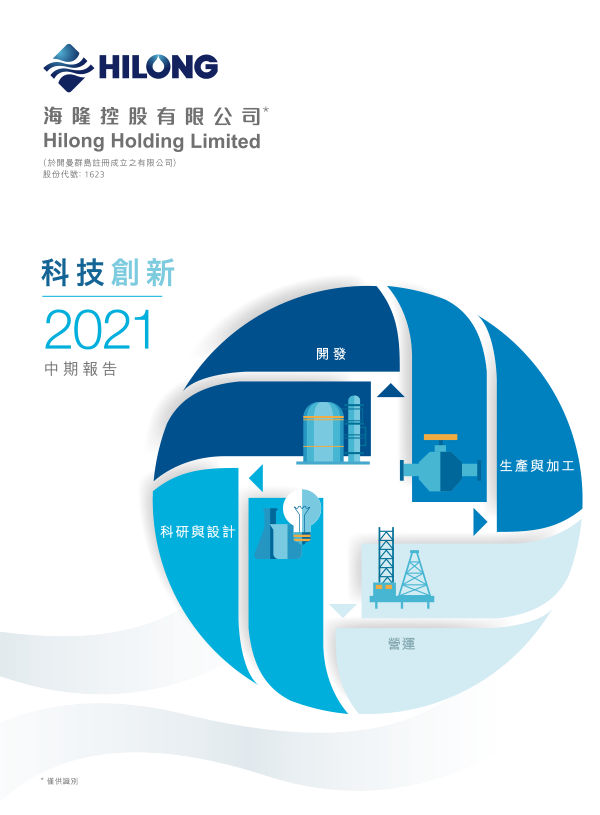 HILONG
海隆控股有限公司*
Hilong Holding Limited
(於開曼群島註冊成立之有限公司)
股份代號: 1623
科技創新
2021
中期報告
開發
生產與加工
科研與設計
營運
* 僅供識別